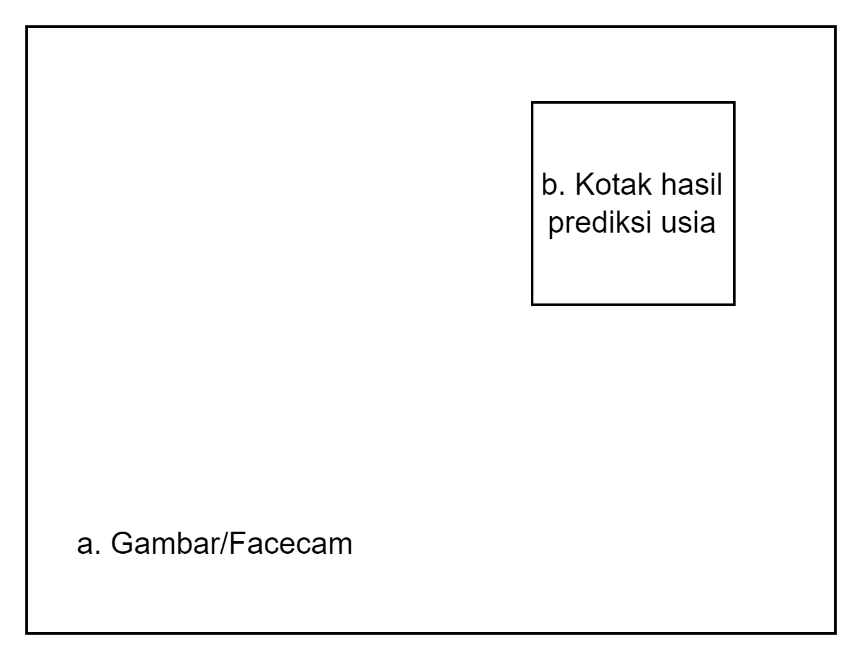 b. Kotak hasil
prediksi usia
a. Gambar/Facecam